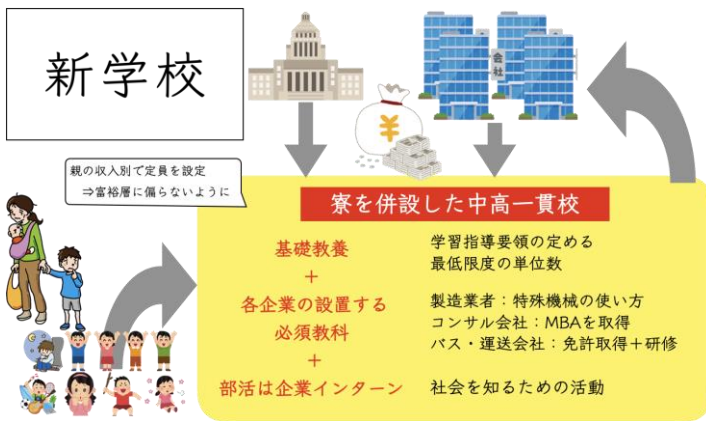 新学校
会社
¥
親の収入別で定員を設定
⇒富裕層に偏らないように
寮を併設した中高一貫校
基礎教養
学習指導要領の定める
最低限度の単位数
+
各企業の設置する
必須教科
製造業者:特殊機械の使い方
コンサル会社:MBAを取得
バス・運送会社:免許取得+研修
+
部活は企業インターン
社会を知るための活動